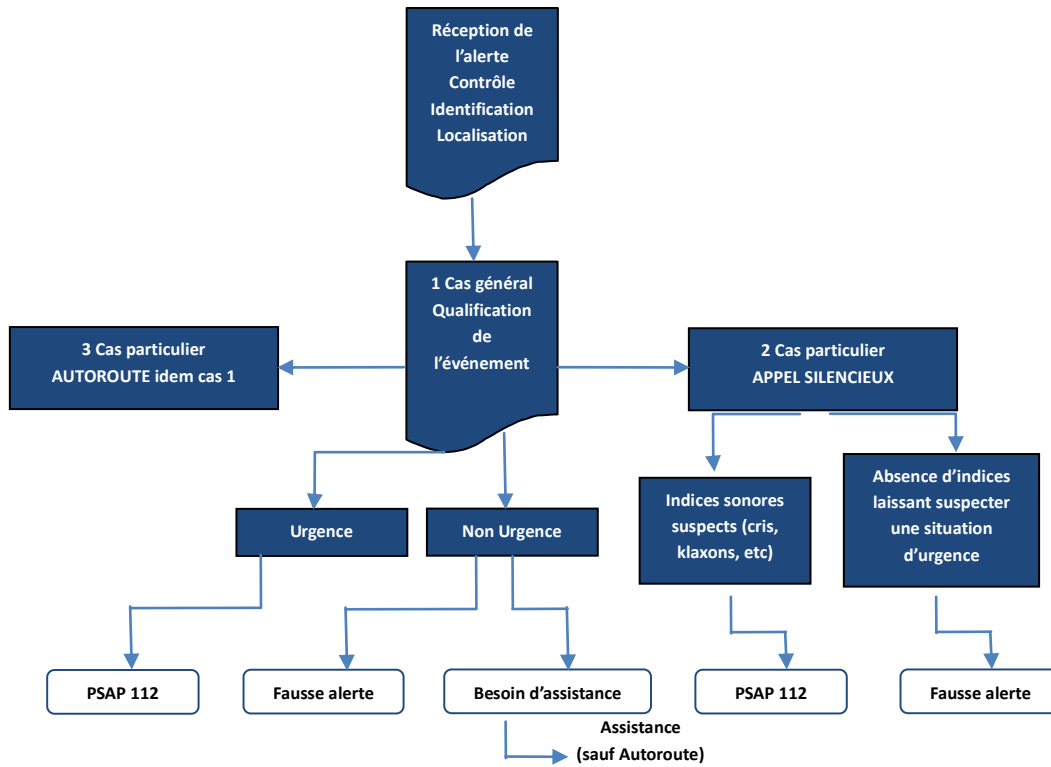 Réception de
l'alerte
Contrôle
Identification
Localisation
1 Cas général
Qualification
de
l'événement
3 Cas particulier
AUTOROUTE idem cas 1
2 Cas particulier
APPEL SILENCIEUX
Urgence
Non Urgence
Indices sonores
suspects (cris,
klaxons, etc)
Absence d'indices
laissant suspecter
une situation
d'urgence
PSAP 112
Fausse alerte
Besoin d'assistance
PSAP 112
Fausse alerte
Assistance
(sauf Autoroute)